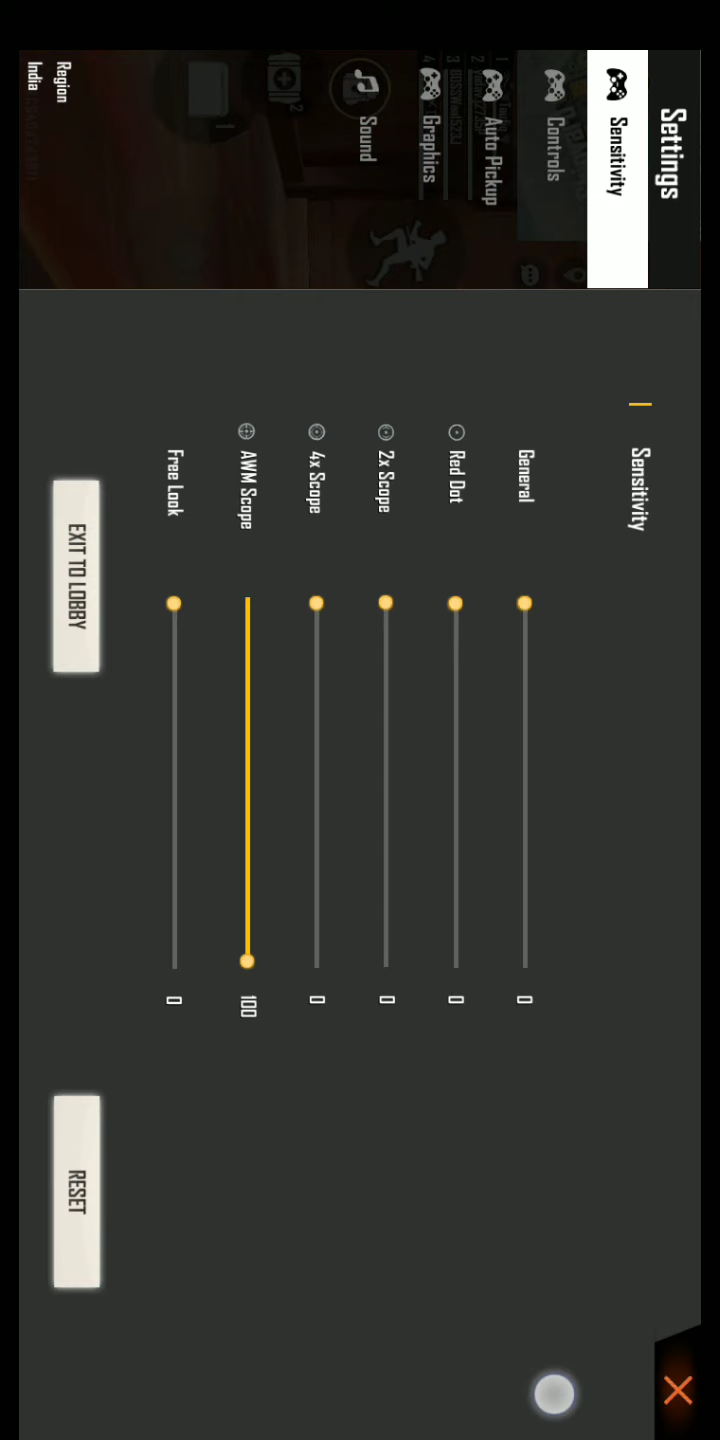 Settings
Sensitivity
Controls
Auto Pickup
Graphics
Sound
Region
India
Sensitivity
General
0
Red Dot
0
2x Scope
0
4x Scope
0
AWM Scope
100
Free Look
0
EXIT TO LOBBY
RESET